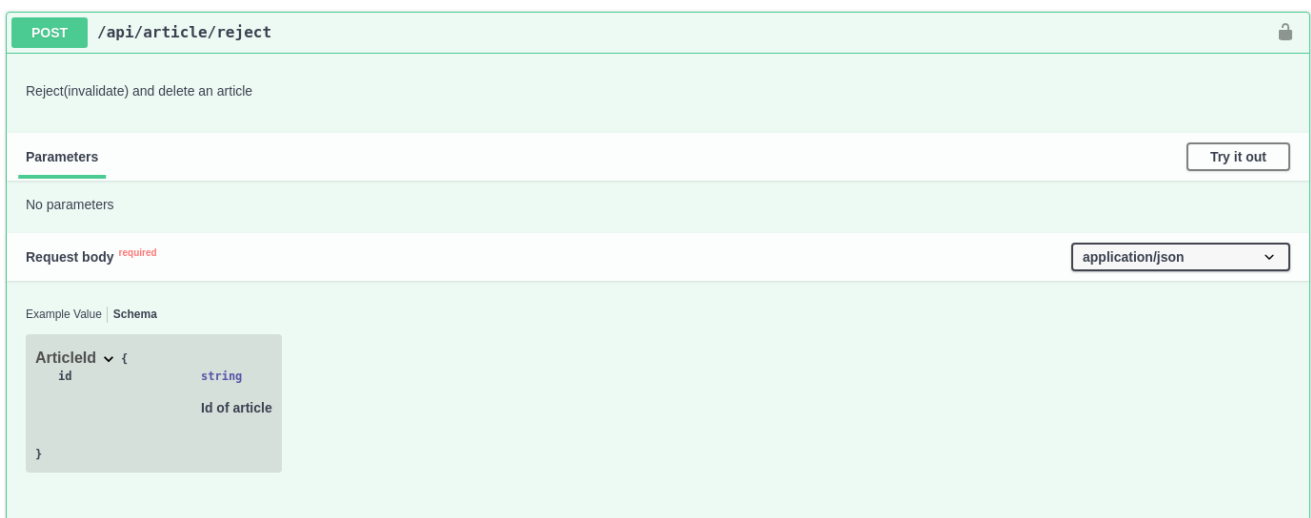 POST /api/article/reject
Reject(invalidate) and delete an article
Parameters
Try it out
No parameters
Request body required
application/json
Example Value Schema
ArticleId {
id string
Id of article
}